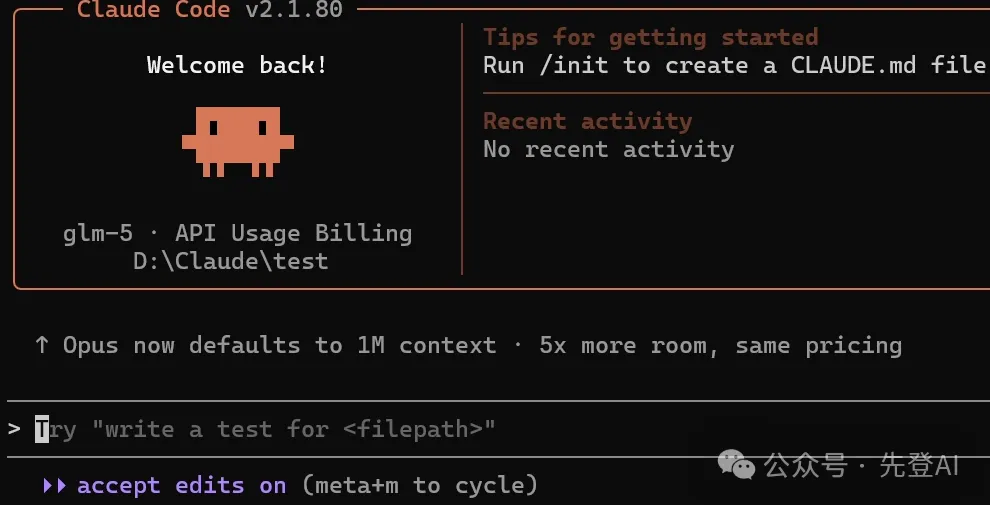 Claude Code v2.1.80
Welcome back!
glm-5 · API Usage Billing
D:\Claude\test
Tips for getting started
Run /init to create a CLAUDE.md file
Recent activity
No recent activity
↑ Opus now defaults to 1M context · 5x more room, same pricing
> Try "write a test for <filepath>"
公众号 · 先登AI
⏵⏵ accept edits on (meta+m to cycle)